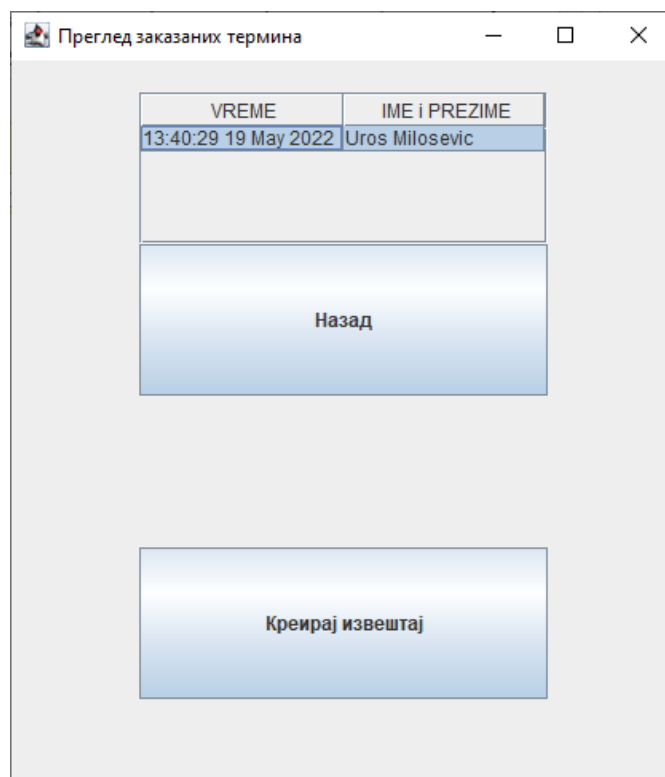 Преглед заказаних термина
VREME IME i PREZIME
13:40:29 19 May 2022 Uros Milosevic
Назад
Креирај извештај